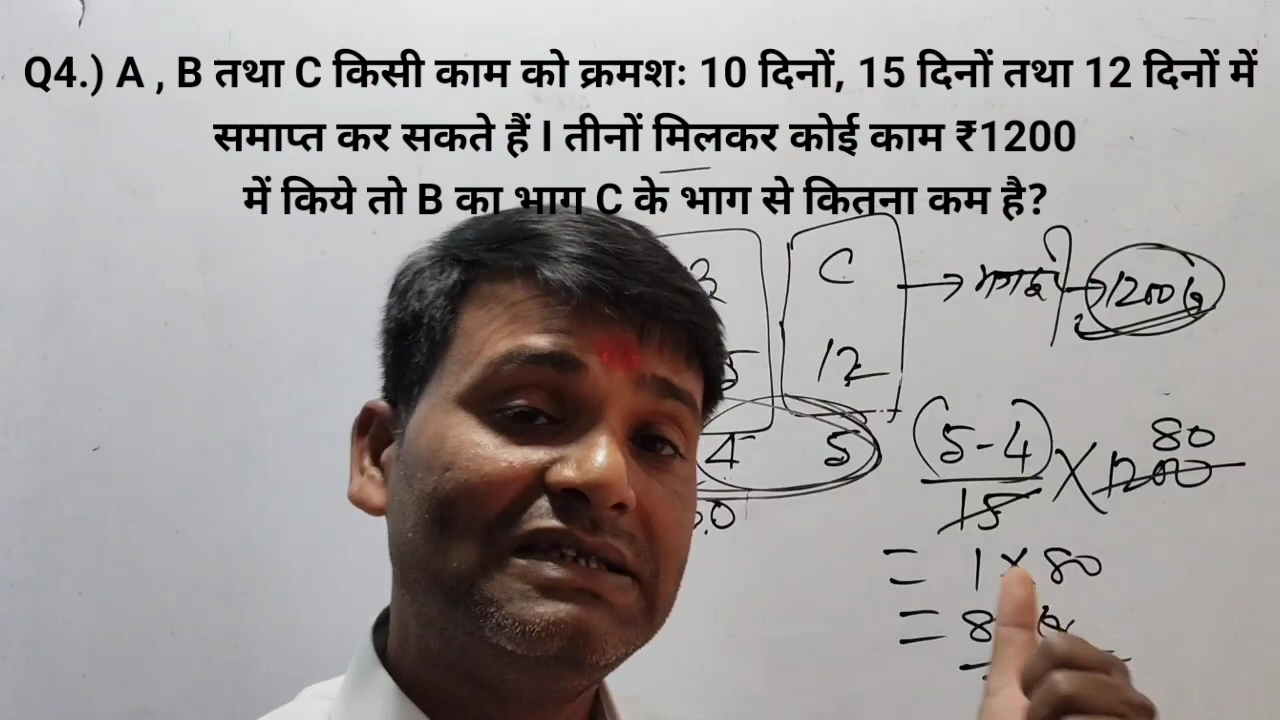 Q4.) A , B तथा C किसी काम को क्रमशः 10 दिनों, 15 दिनों तथा 12 दिनों में
समाप्त कर सकते हैं I तीनों मिलकर कोई काम ₹1200
में किये तो B का भाग C के भाग से कितना कम है?
C → → 1200
12
4 5
(5-4)/15 × 1200 80
= 1 × 80
= 8